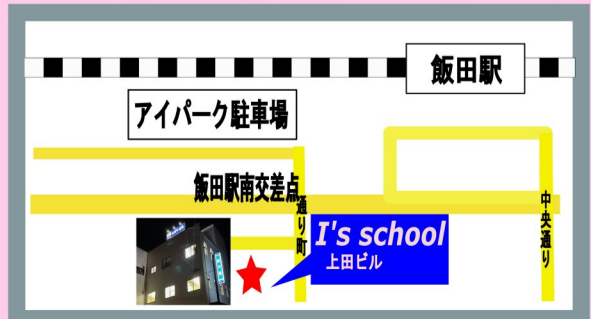 飯田駅
アイパーク駐車場
飯田駅南交差点
通り町
中央通り
I's school
上田ビル